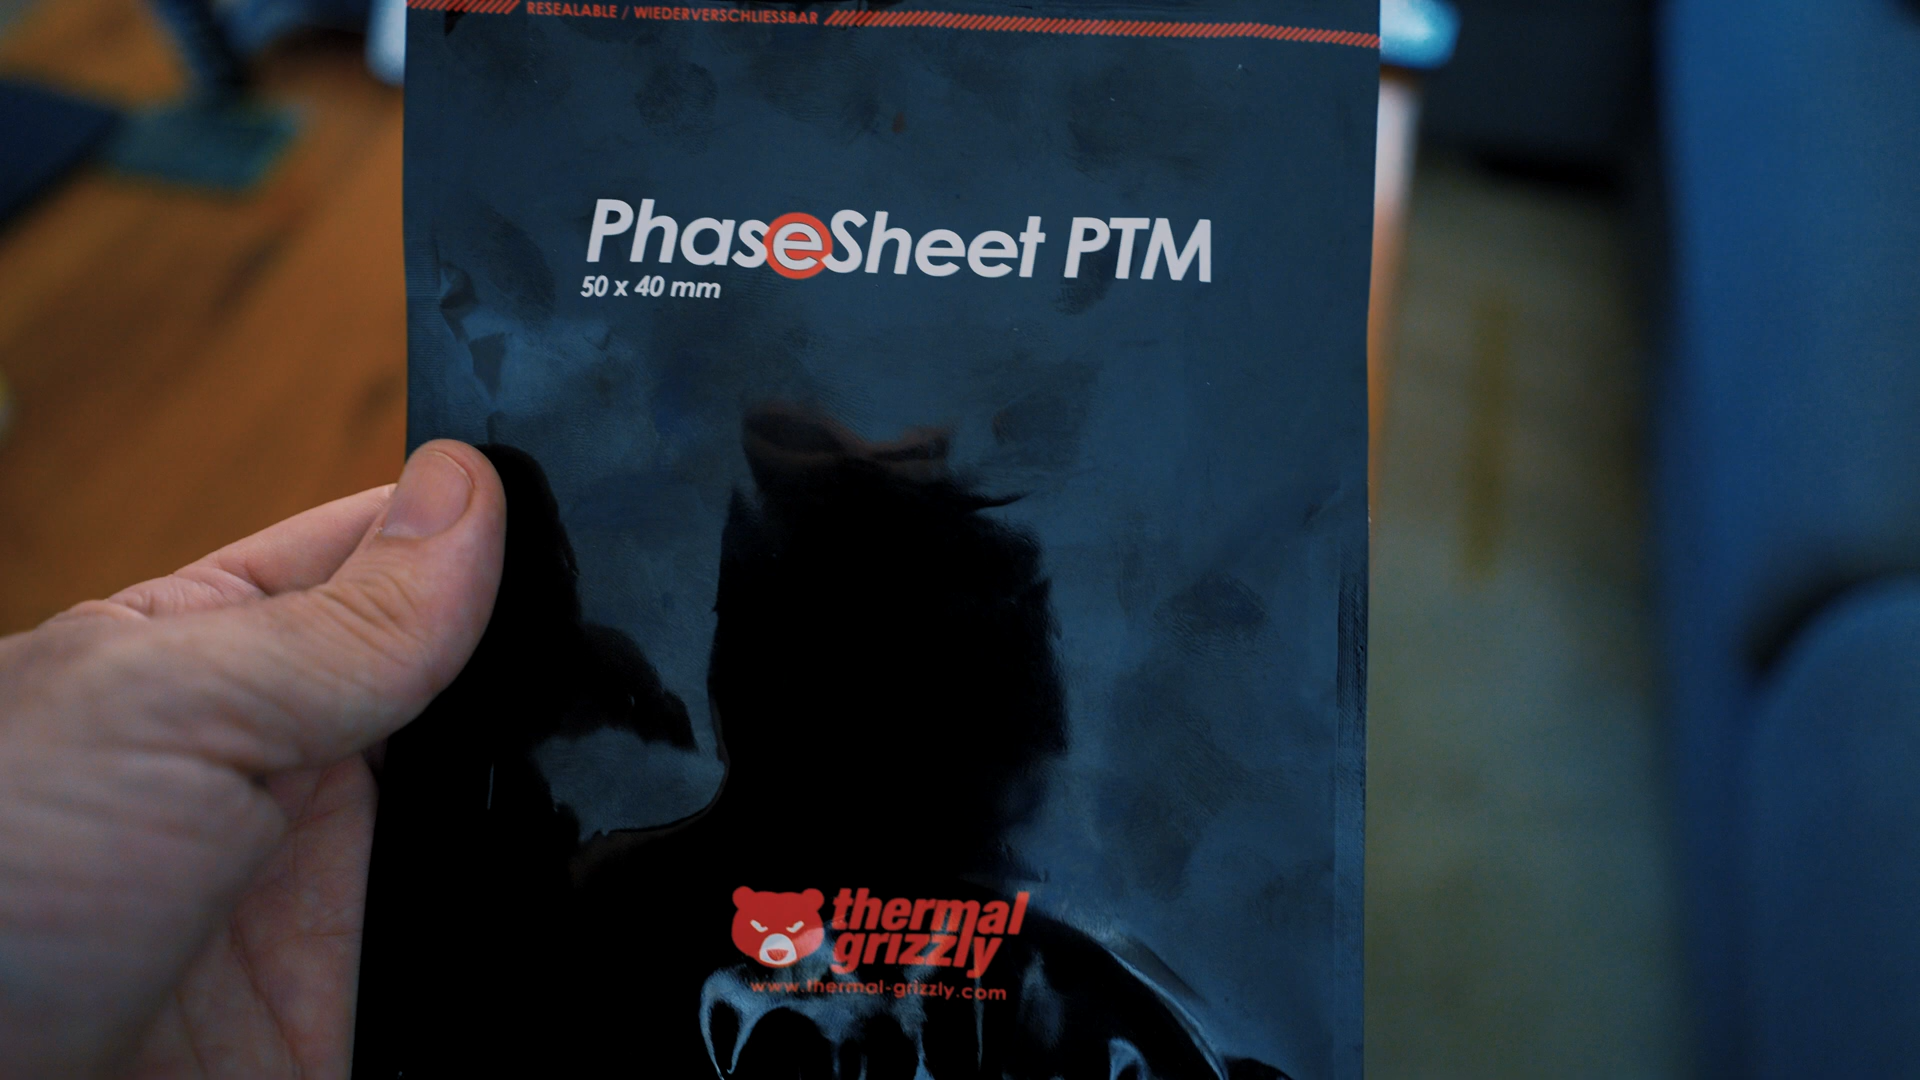 RESEALABLE / WIEDERVERSCHLIESSBAR
PhaseSheet PTM
50 x 40 mm
thermal
grizzly
www.thermal-grizzly.com